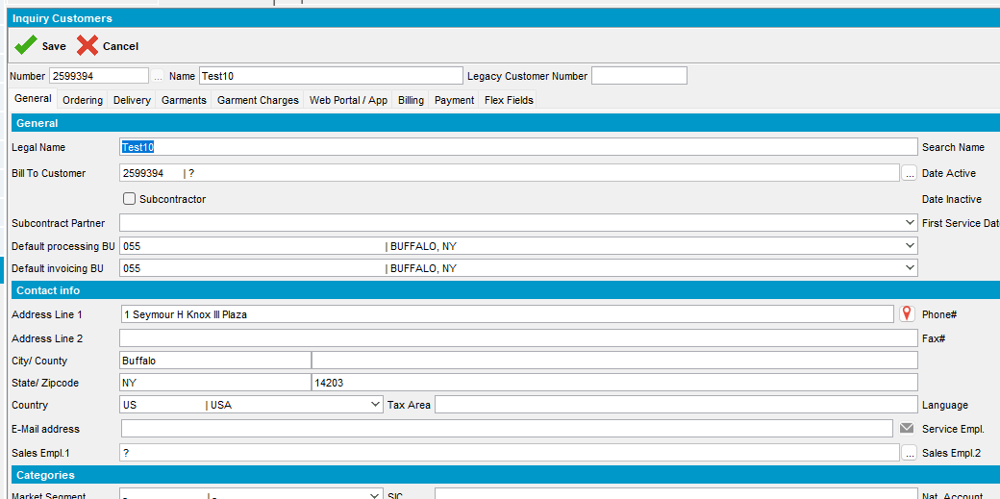 Inquiry Customers
Save Cancel
Number 2599394 ... Name Test10 Legacy Customer Number
General Ordering Delivery Garments Garment Charges Web Portal / App Billing Payment Flex Fields
General
Legal Name Test10 Search Name
Bill To Customer 2599394 | ? ... Date Active
Subcontractor Date Inactive
Subcontract Partner First Service Dat
Default processing BU 055 | BUFFALO, NY
Default invoicing BU 055 | BUFFALO, NY
Contact info
Address Line 1 1 Seymour H Knox III Plaza Phone#
Address Line 2 Fax#
City/ County Buffalo
State/ Zipcode NY 14203
Country US | USA Tax Area Language
E-Mail address Service Empl.
Sales Empl.1 ? ... Sales Empl.2
Categories
Market Segment - | - SIC Nat. Account